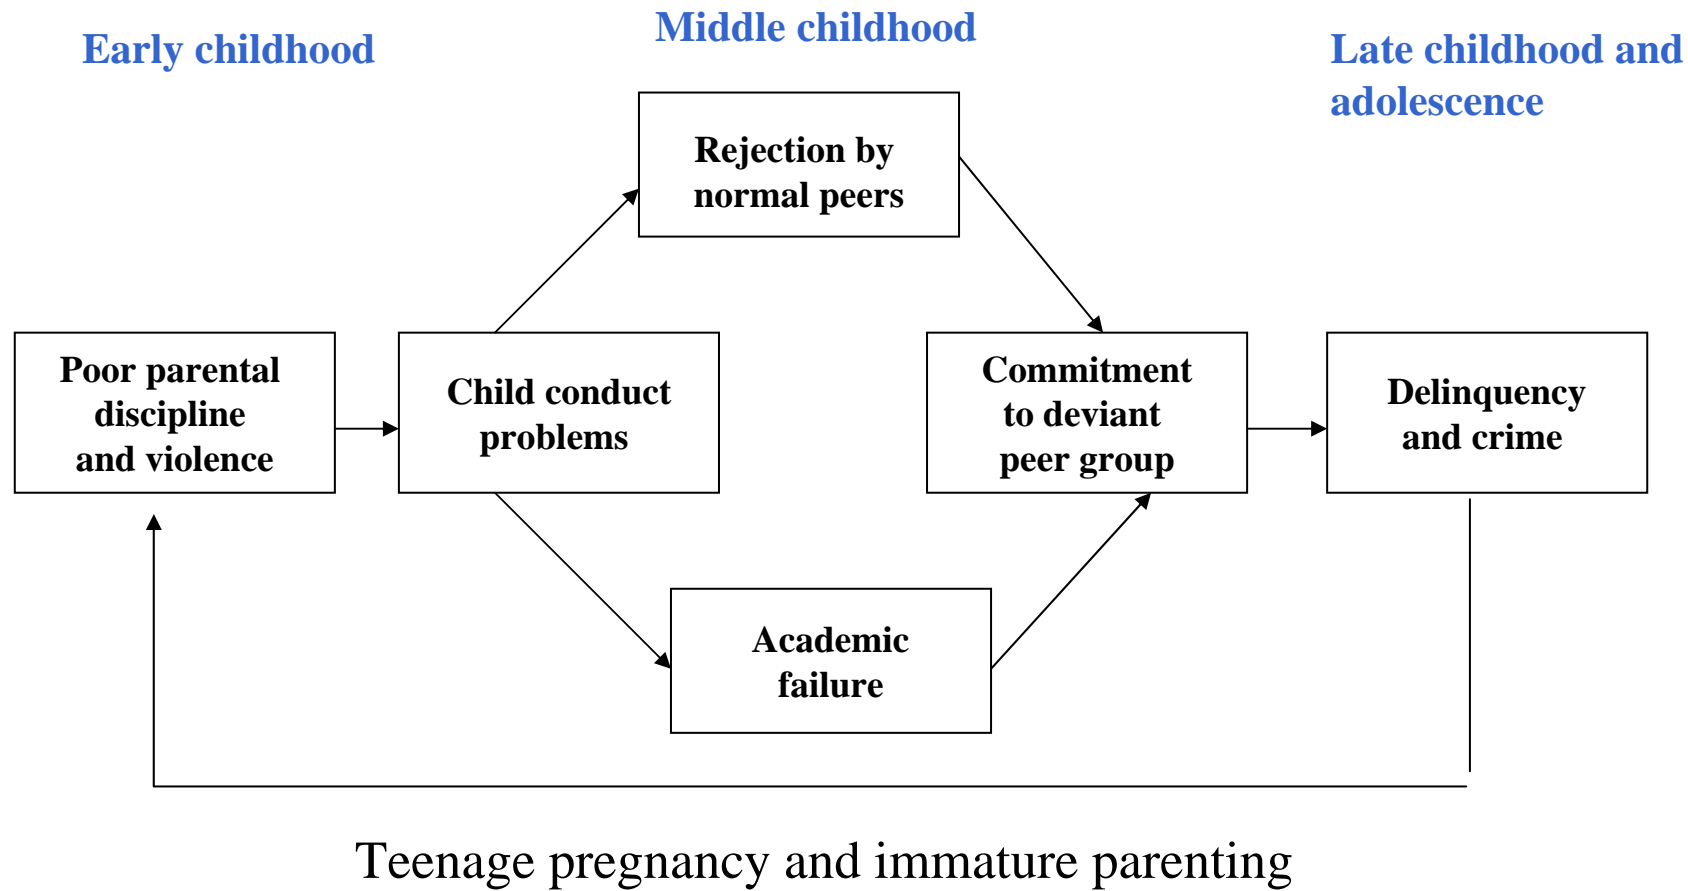 Early childhood
Middle childhood
Late childhood and
adolescence
Rejection by
normal peers
Poor parental
discipline
and violence
Child conduct
problems
Commitment
to deviant
peer group
Delinquency
and crime
Academic
failure
Teenage pregnancy and immature parenting